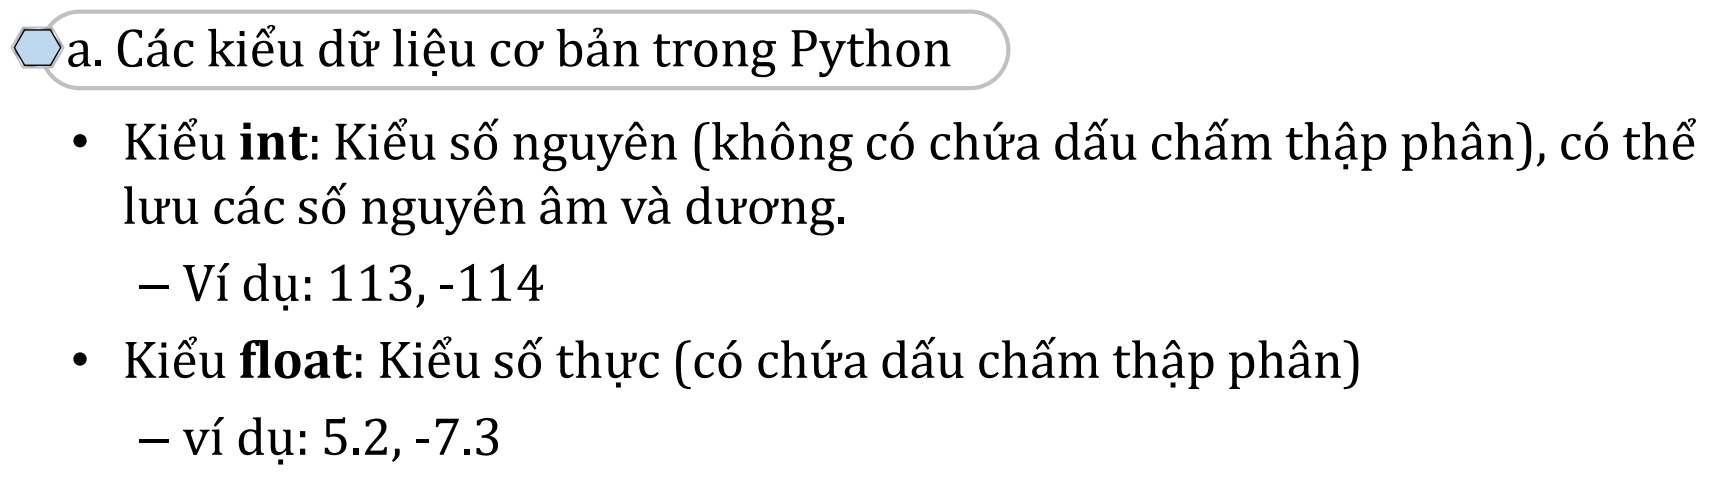 a. Các kiểu dữ liệu cơ bản trong Python
• Kiểu int: Kiểu số nguyên (không có chứa dấu chấm thập phân), có thể
lưu các số nguyên âm và dương.
– Ví dụ: 113, -114
• Kiểu float: Kiểu số thực (có chứa dấu chấm thập phân)
– ví dụ: 5.2, -7.3